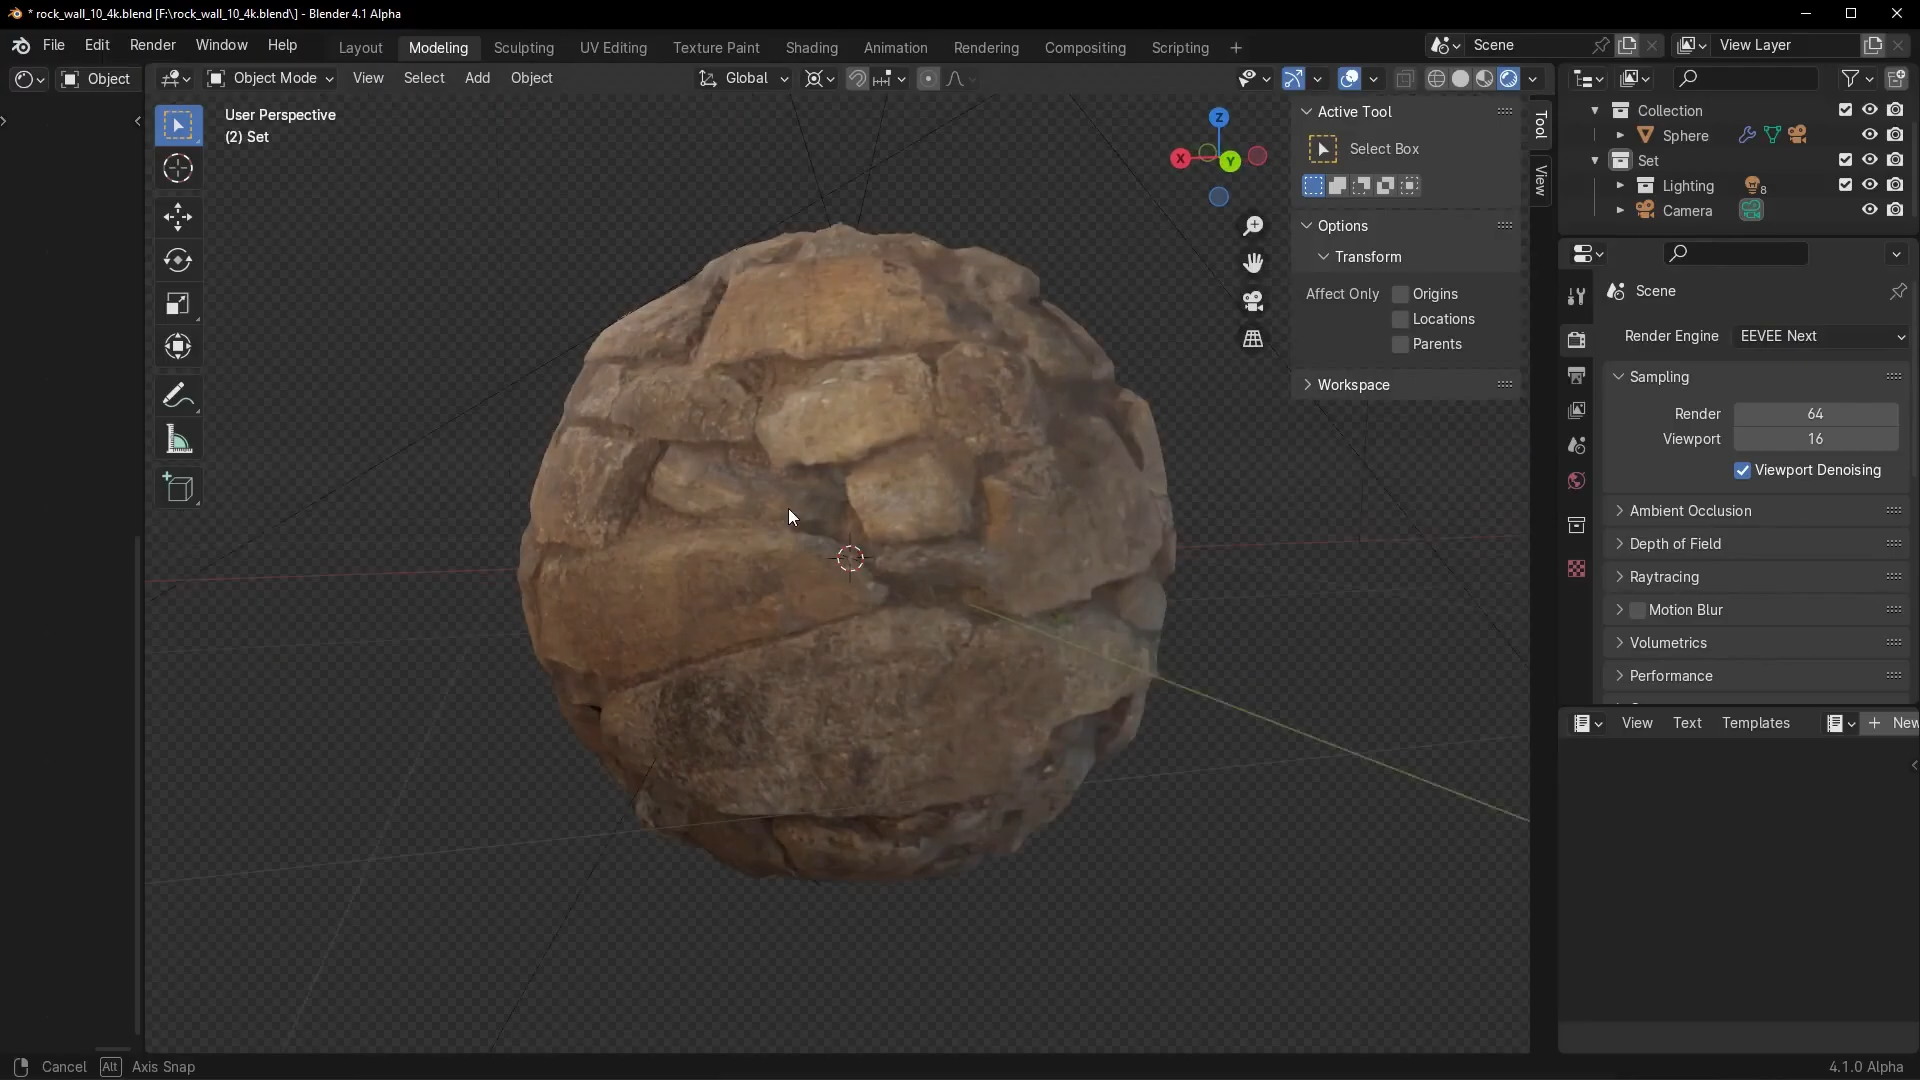 * rock_wall_10_4k.blend [F:\rock_wall_10_4k.blend\] - Blender 4.1 Alpha
File Edit Render Window Help Layout Modeling Sculpting UV Editing Texture Paint Shading Animation Rendering Compositing Scripting + Scene View Layer
Object Object Mode View Select Add Object Global
User Perspective
(2) Set
Z
X
Y
Active Tool
Select Box
Options
Transform
Affect Only Origins
Locations
Parents
Workspace
Tool
View
Collection
Sphere
Set
Lighting 8
Camera
Scene
Render Engine EEVEE Next
Sampling
Render 64
Viewport 16
Viewport Denoising
Ambient Occlusion
Depth of Field
Raytracing
Motion Blur
Volumetrics
Performance
View Text Templates + New
Cancel Alt Axis Snap
4.1.0 Alpha